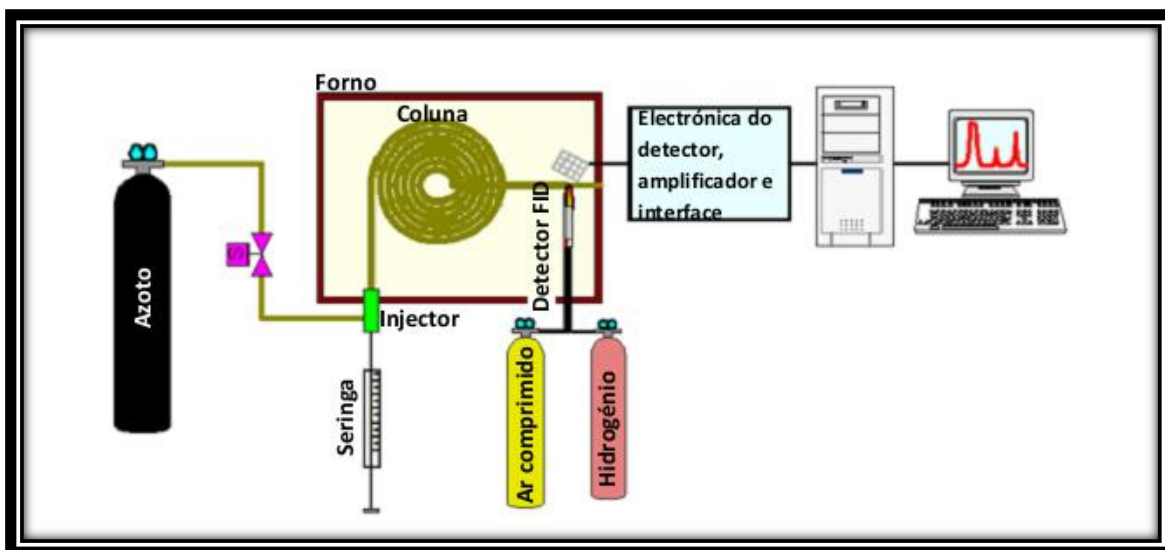 Forno
Coluna
Electrónica do
detector,
amplificador e
interface
Detector FID
Azoto
S
Injector
Seringa
Ar comprimido
Hidrogénio